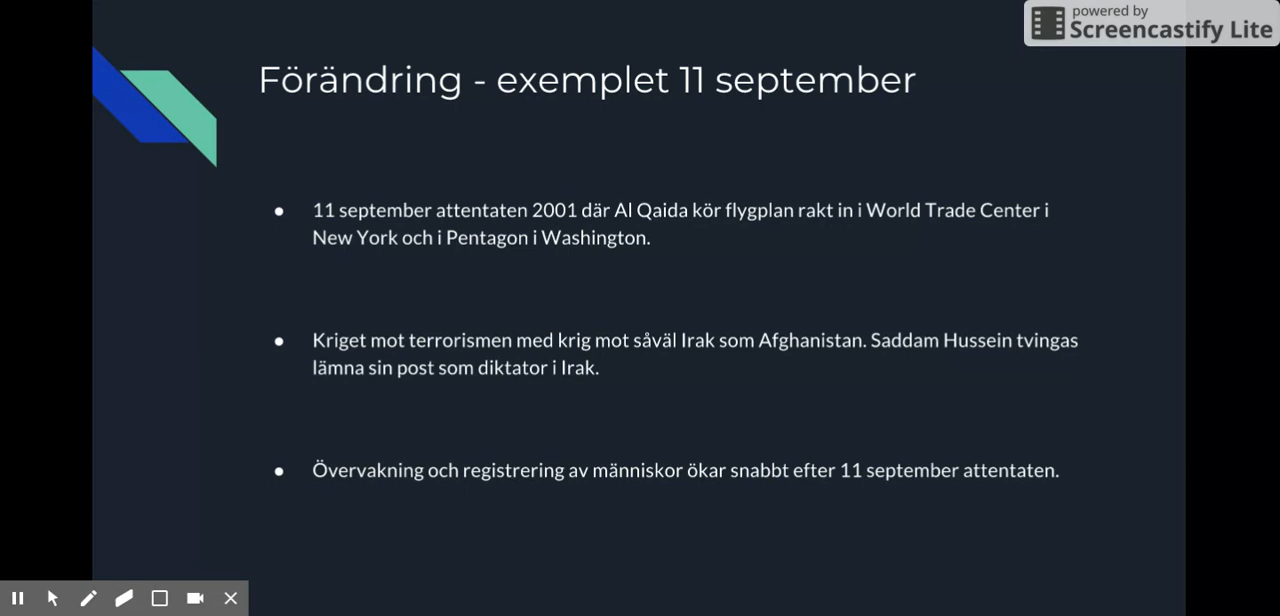 powered by
Screencastify Lite
Förändring - exemplet 11 september
● 11 september attentaten 2001 där Al Qaida kör flygplan rakt in i World Trade Center i
New York och i Pentagon i Washington.
● Kriget mot terrorismen med krig mot såväl Irak som Afghanistan. Saddam Hussein tvingas
lämna sin post som diktator i Irak.
● Övervakning och registrering av människor ökar snabbt efter 11 september attentaten.